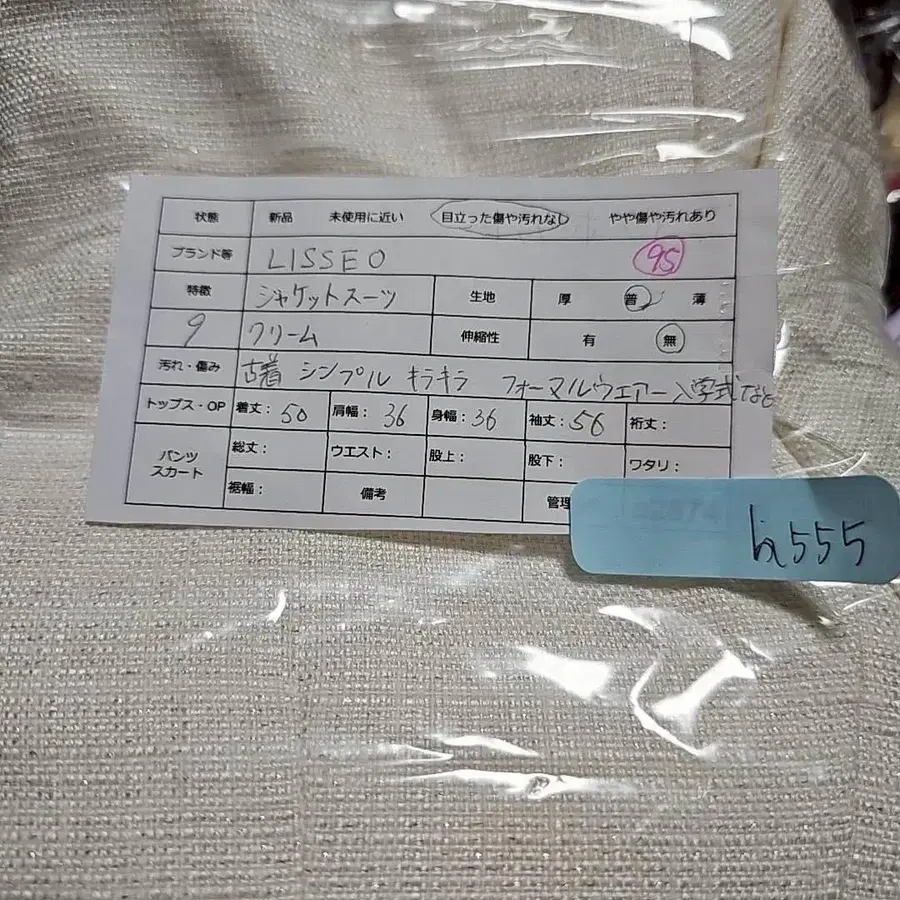 状態 新品 未使用に近い 目立った傷や汚れなし やや傷や汚れあり
ブランド等 LISSEO 95
特徴 ジャケットスーツ 生地 厚 普 薄
9 クリーム 伸縮性 有 無
汚れ・傷み 古着 シンプル キラキラ フォーマルウエアー 入学式など
トップス・OP 着丈：50 肩幅：36 身幅：36 袖丈：56 裄丈：
パンツ スカート 総丈： ウエスト： 股上： 股下： ワタリ：
裾幅： 備考 管理
h555